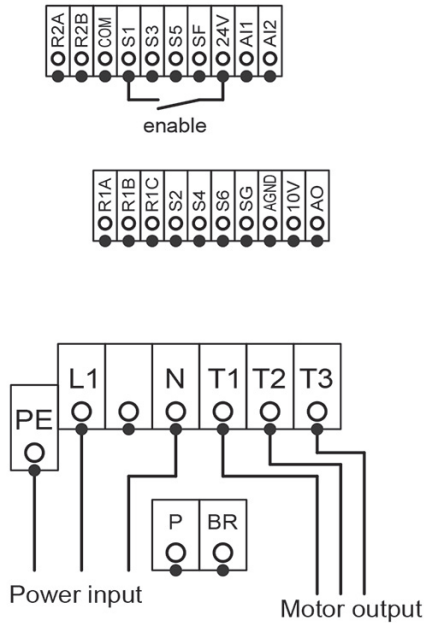 R2A R2B COM S1 S3 S5 SF 24V AI1 AI2
enable
R1A R1B R1C S2 S4 S6 SG AGND 10V AO
L1 N T1 T2 T3
PE
P BR
Power input
Motor output